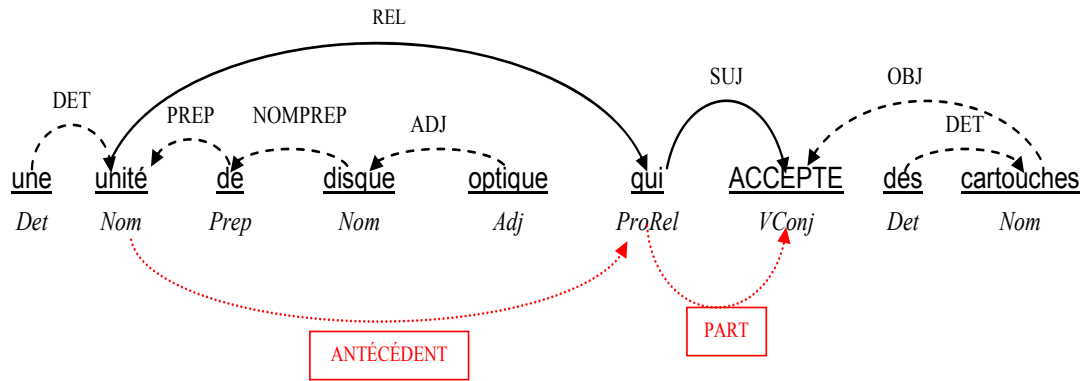 REL
SUJ OBJ
DET PREP NOMPREP ADJ DET
une unité de disque optique qui ACCEPTE des cartouches
Det Nom Prep Nom Adj ProRel VConj Det Nom
ANTÉCÉDENT PART